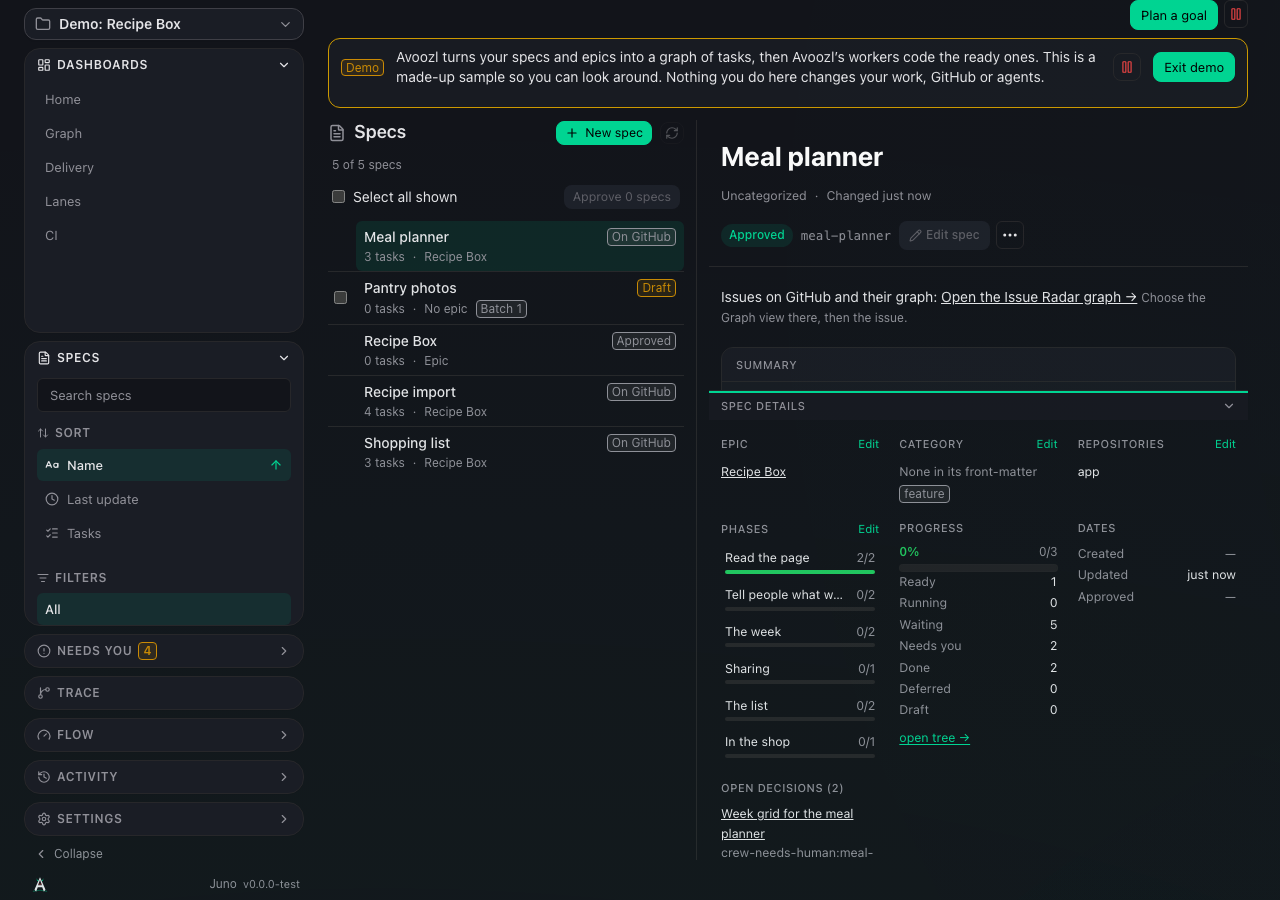 Demo: Recipe Box
DASHBOARDS
Home
Graph
Delivery
Lanes
CI
SPECS
Search specs
SORT
Aa Name
Last update
Tasks
FILTERS
All
NEEDS YOU 4
TRACE
FLOW
ACTIVITY
SETTINGS
Collapse
A
Juno v0.0.0-test
Plan a goal
Demo
Avoozl turns your specs and epics into a graph of tasks, then Avoozl's workers code the ready ones. This is a
made-up sample so you can look around. Nothing you do here changes your work, GitHub or agents.
Exit demo
Specs
+ New spec
5 of 5 specs
Select all shown
Approve 0 specs
Meal planner
On GitHub
3 tasks · Recipe Box
Pantry photos
Draft
0 tasks · No epic Batch 1
Recipe Box
Approved
0 tasks · Epic
Recipe import
On GitHub
4 tasks · Recipe Box
Shopping list
On GitHub
3 tasks · Recipe Box
Meal planner
Uncategorized · Changed just now
Approved meal-planner Edit spec
Issues on GitHub and their graph: Open the Issue Radar graph → Choose the
Graph view there, then the issue.
SUMMARY
SPEC DETAILS
EPIC Edit
Recipe Box
CATEGORY Edit
None in its front-matter
feature
REPOSITORIES Edit
app
PHASES Edit
Read the page 2/2
Tell people what w... 0/2
The week 0/2
Sharing 0/1
The list 0/2
In the shop 0/1
PROGRESS
0% 0/3
Ready 1
Running 0
Waiting 5
Needs you 2
Done 2
Deferred 0
Draft 0
open tree →
DATES
Created —
Updated just now
Approved —
OPEN DECISIONS (2)
Week grid for the meal
planner
crew-needs-human:meal-